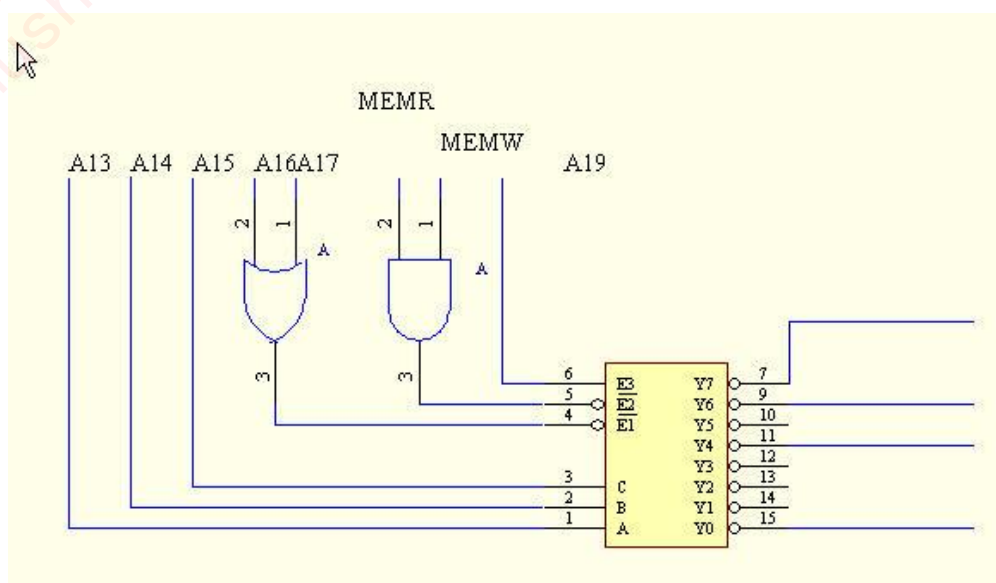 MEMR
MEMW
A13 A14 A15 A16A17 A19
2 1 2 1
A A
3 3
6 E3 Y7 7
5 E2 Y6 9
4 E1 Y5 10
Y4 11
Y3 12
3 C Y2 13
2 B Y1 14
1 A Y0 15